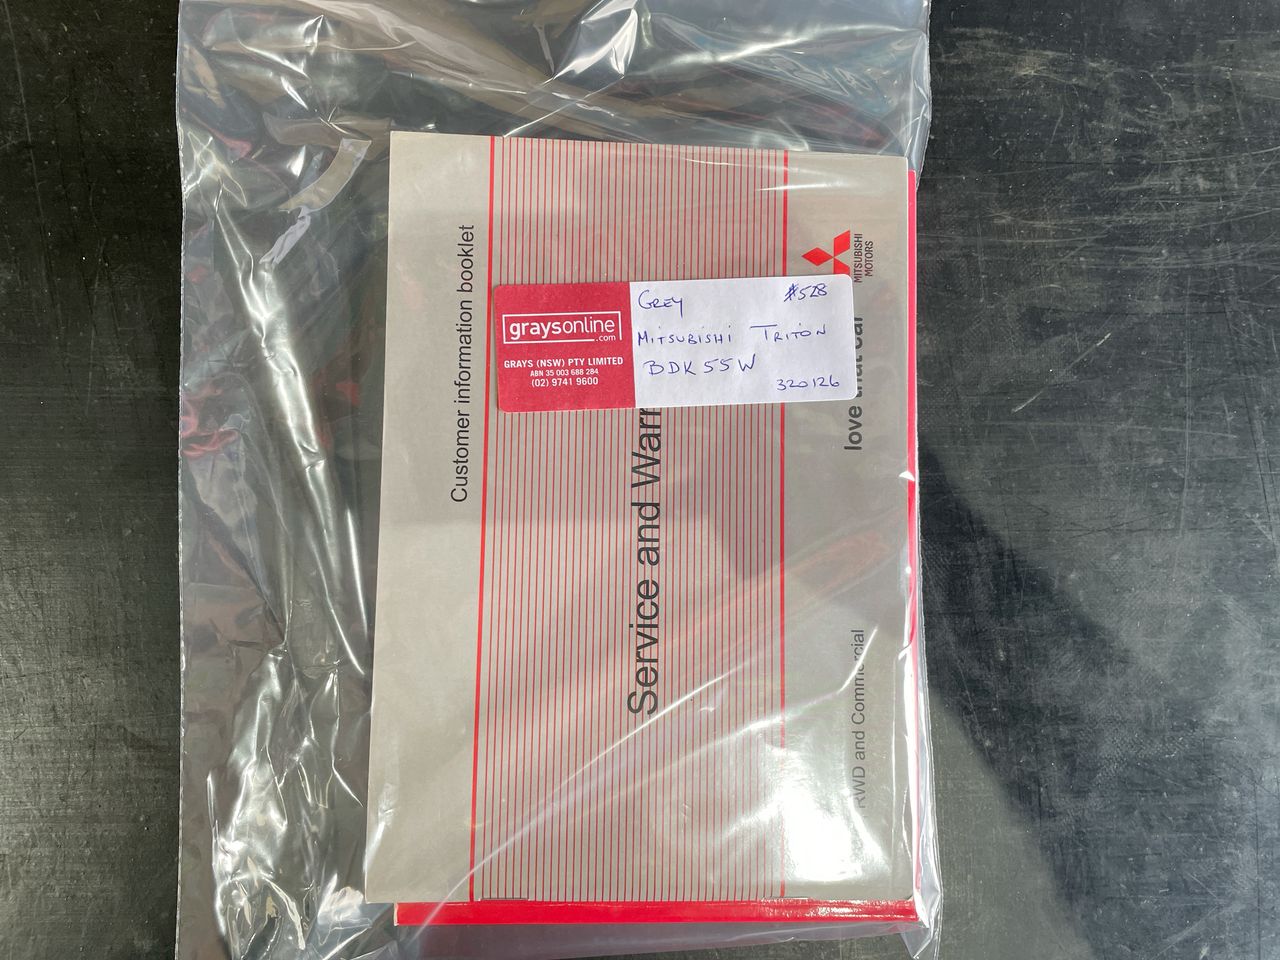 Customer information booklet
Service and Warr
MITSUBISHI
MOTORS
love that car
RWD and Commercial
graysonline
.com
GRAYS (NSW) PTY LIMITED
ABN 35 003 688 284
(02) 9741 9600
GREY #528
MITSUBISHI TRITON
BDK55W
320126